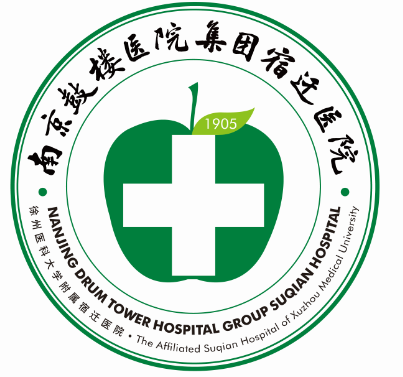 南京鼓楼医院集团宿迁医院
1905
NANJING DRUM TOWER HOSPITAL GROUP SUQIAN HOSPITAL
徐州医科大学附属宿迁医院 · The Affiliated Suqian Hospital of Xuzhou Medical University